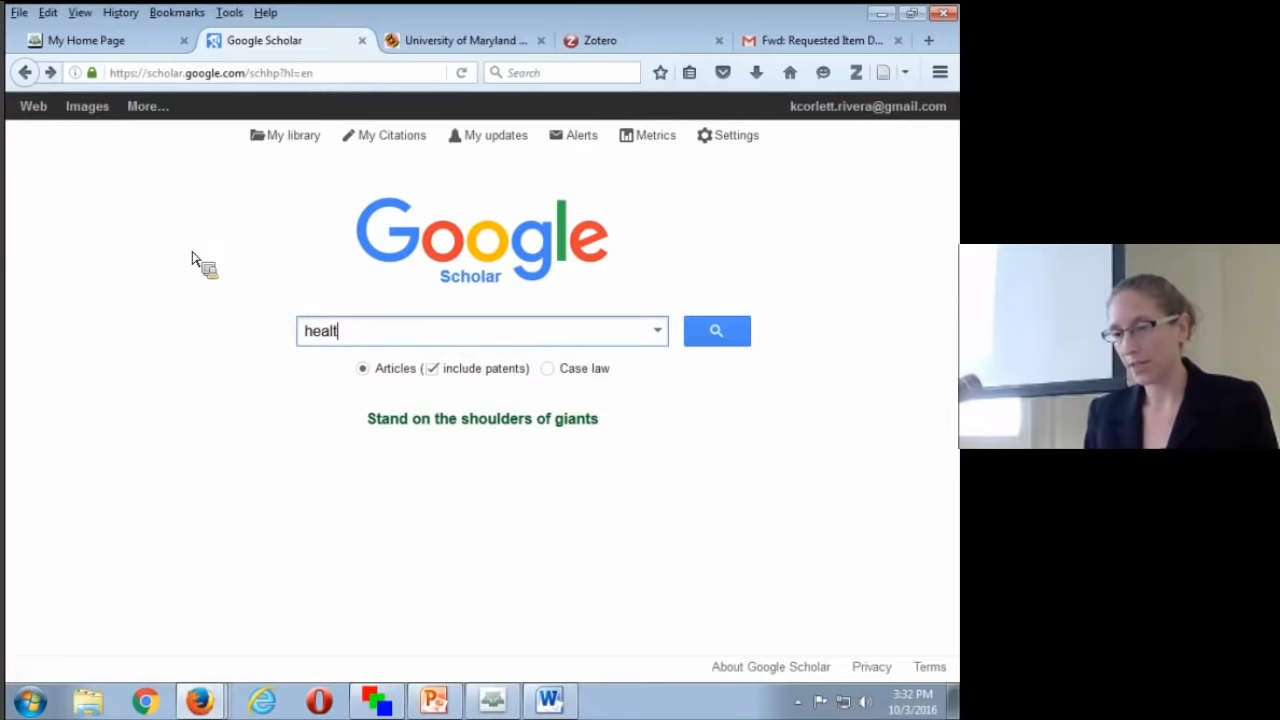 File Edit View History Bookmarks Tools Help
My Home Page Google Scholar University of Maryland ... Zotero Fwd: Requested Item D...
https://scholar.google.com/schhp?hl=en Search
Web Images More... kcorlett.rivera@gmail.com
My library My Citations My updates Alerts Metrics Settings
Google
Scholar
healt
Articles ( include patents) Case law
Stand on the shoulders of giants
About Google Scholar Privacy Terms
3:32 PM
10/3/2016